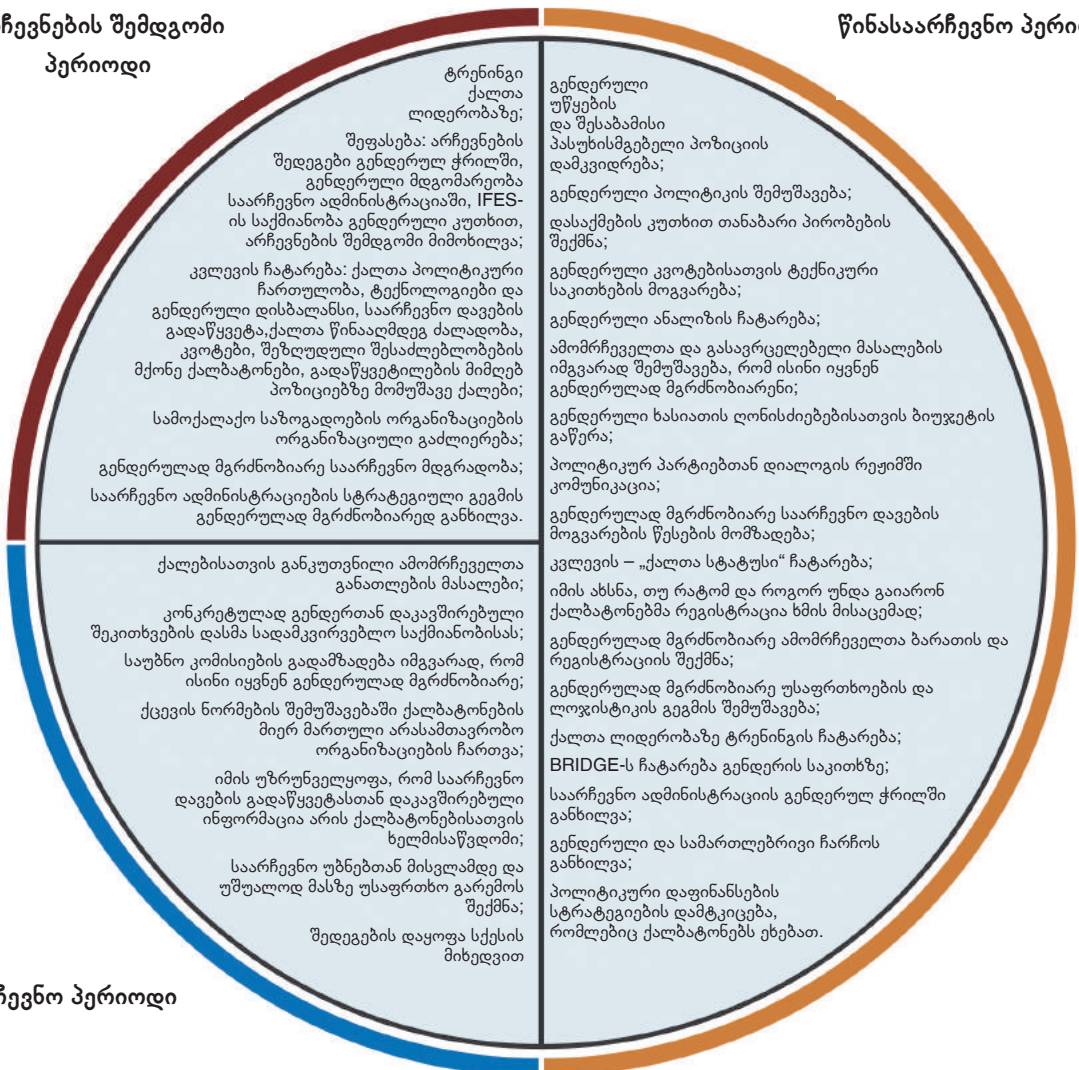 რჩევნების შემდგომი
პერიოდი
ტრენინგი
ქალთა
ლიდერობაზე;
შეფასება: არჩევნების
შედეგები გენდერულ ჭრილში,
გენდერული მდგომარეობა
საარჩევნო ადმინისტრაციაში, IFES-
ის საქმიანობა გენდერული კუთხით,
არჩევნების შემდგომი მიმოხილვა;
კვლევის ჩატარება: ქალთა პოლიტიკური
ჩართულობა, ტექნოლოგიები და
გენდერული დისბალანსი, საარჩევნო დავების
გადაწყვეტა,ქალთა წინააღმდეგ ძალადობა,
კვოტები, შეზღუდული შესაძლებლობების
მქონე ქალბატონები, გადაწყვეტილების მიმღებ
პოზიციებზე მომუშავე ქალები;
სამოქალაქო საზოგადოების ორგანიზაციების
ორგანიზაციული გაძლიერება;
გენდერულად მგრძნობიარე საარჩევნო მდგრადობა;
საარჩევნო ადმინისტრაციების სტრატეგიული გეგმის
გენდერულად მგრძნობიარედ განხილვა.
წინასაარჩევნო პერი
გენდერული
უწყების
და შესაბამისი
პასუხისმგებელი პოზიციის
დამკვიდრება;
გენდერული პოლიტიკის შემუშავება;
დასაქმების კუთხით თანაბარი პირობების
შექმნა;
გენდერული კვოტებისათვის ტექნიკური
საკითხების მოგვარება;
გენდერული ანალიზის ჩატარება;
ამომრჩეველთა და გასავრცელებელი მასალების
იმგვარად შემუშავება, რომ ისინი იყვნენ
გენდერულად მგრძნობიარენი;
გენდერული ხასიათის ღონისძიებებისათვის ბიუჯეტის
გაწერა;
პოლიტიკურ პარტიებთან დიალოგის რეჟიმში
კომუნიკაცია;
გენდერულად მგრძნობიარე საარჩევნო დავების
მოგვარების წესების მომზადება;
კვლევის – „ქალთა სტატუსი“ ჩატარება;
იმის ახსნა, თუ რატომ და როგორ უნდა გაიარონ
ქალბატონებმა რეგისტრაცია ხმის მისაცემად;
გენდერულად მგრძნობიარე ამომრჩეველთა ბარათის და
რეგისტრაციის შექმნა;
გენდერულად მგრძნობიარე უსაფრთხოების და
ლოჯისტიკის გეგმის შემუშავება;
ქალთა ლიდერობაზე ტრენინგის ჩატარება;
BRIDGE-ს ჩატარება გენდერის საკითხზე;
საარჩევნო ადმინისტრაციის გენდერულ ჭრილში
განხილვა;
გენდერული და სამართლებრივი ჩარჩოს
განხილვა;
პოლიტიკური დაფინანსების
სტრატეგიების დამტკიცება,
რომლებიც ქალბატონებს ეხებათ.
ქალებისათვის განკუთვნილი ამომრჩეველთა
განათლების მასალები;
კონკრეტულად გენდერთან დაკავშირებული
შეკითხვების დასმა სადამკვირვებლო საქმიანობისას;
საუბნო კომისიების გადამზადება იმგვარად, რომ
ისინი იყვნენ გენდერულად მგრძნობიარე;
ქცევის ნორმების შემუშავებაში ქალბატონების
მიერ მართული არასამთავრობო
ორგანიზაციების ჩართვა;
იმის უზრუნველყოფა, რომ საარჩევნო
დავების გადაწყვეტასთან დაკავშირებული
ინფორმაცია არის ქალბატონებისათვის
ხელმისაწვდომი;
საარჩევნო უბნებთან მისვლამდე და
უშუალოდ მასზე უსაფრთხო გარემოს
შექმნა;
შედეგების დაყოფა სქესის
მიხედვით
ჩევნო პერიოდი